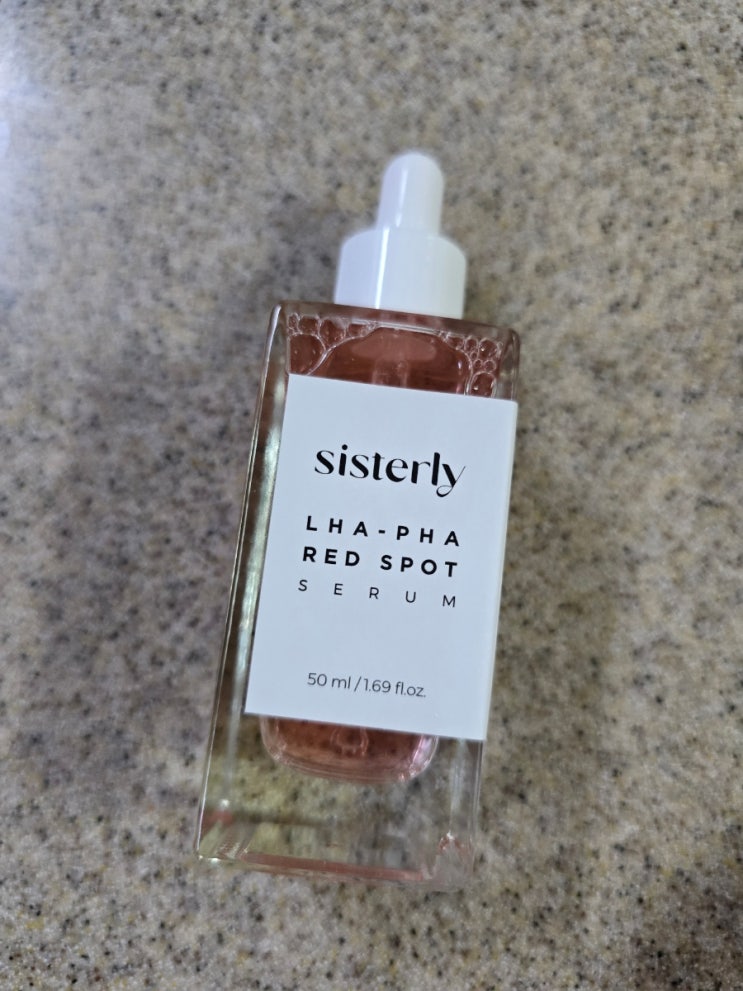 sisterly
LHA-PHA
RED SPOT
SERUM
50 ml / 1.69 fl.oz.